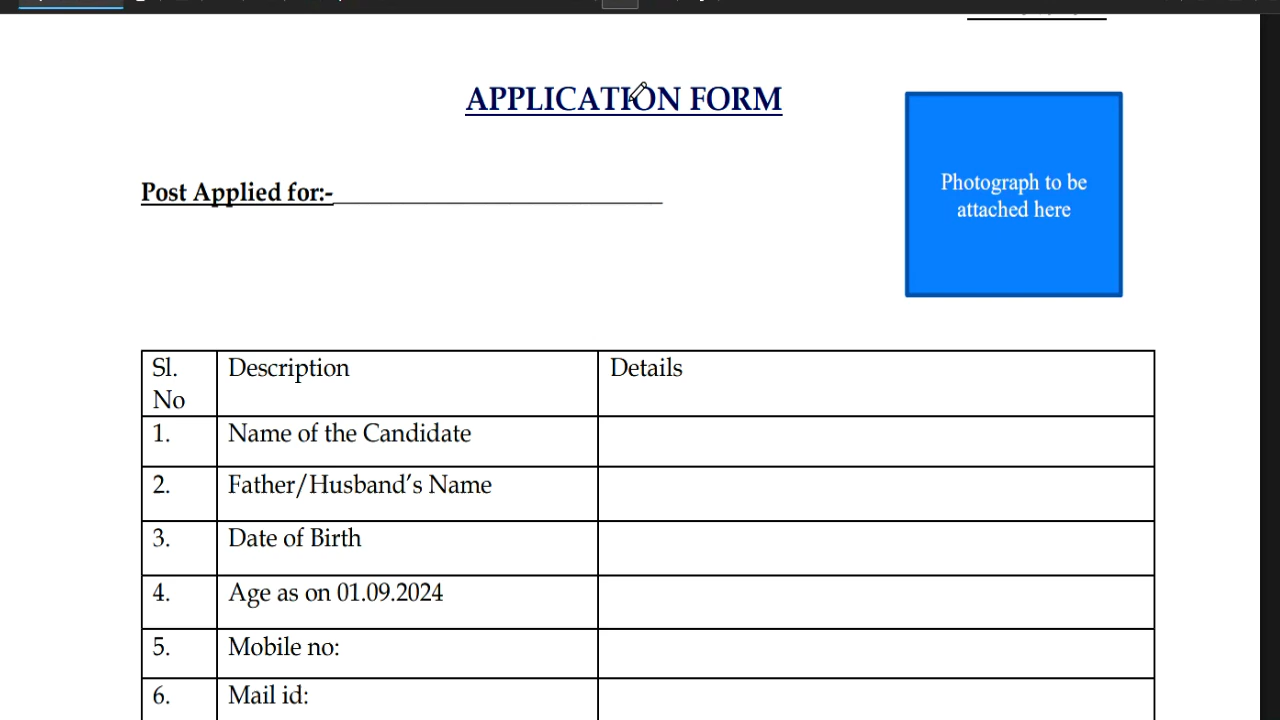 APPLICATION FORM
Photograph to be
attached here
Post Applied for:-
Sl.
No
Description
Details
1.
Name of the Candidate
2.
Father/Husband's Name
3.
Date of Birth
4.
Age as on 01.09.2024
5.
Mobile no:
6.
Mail id: